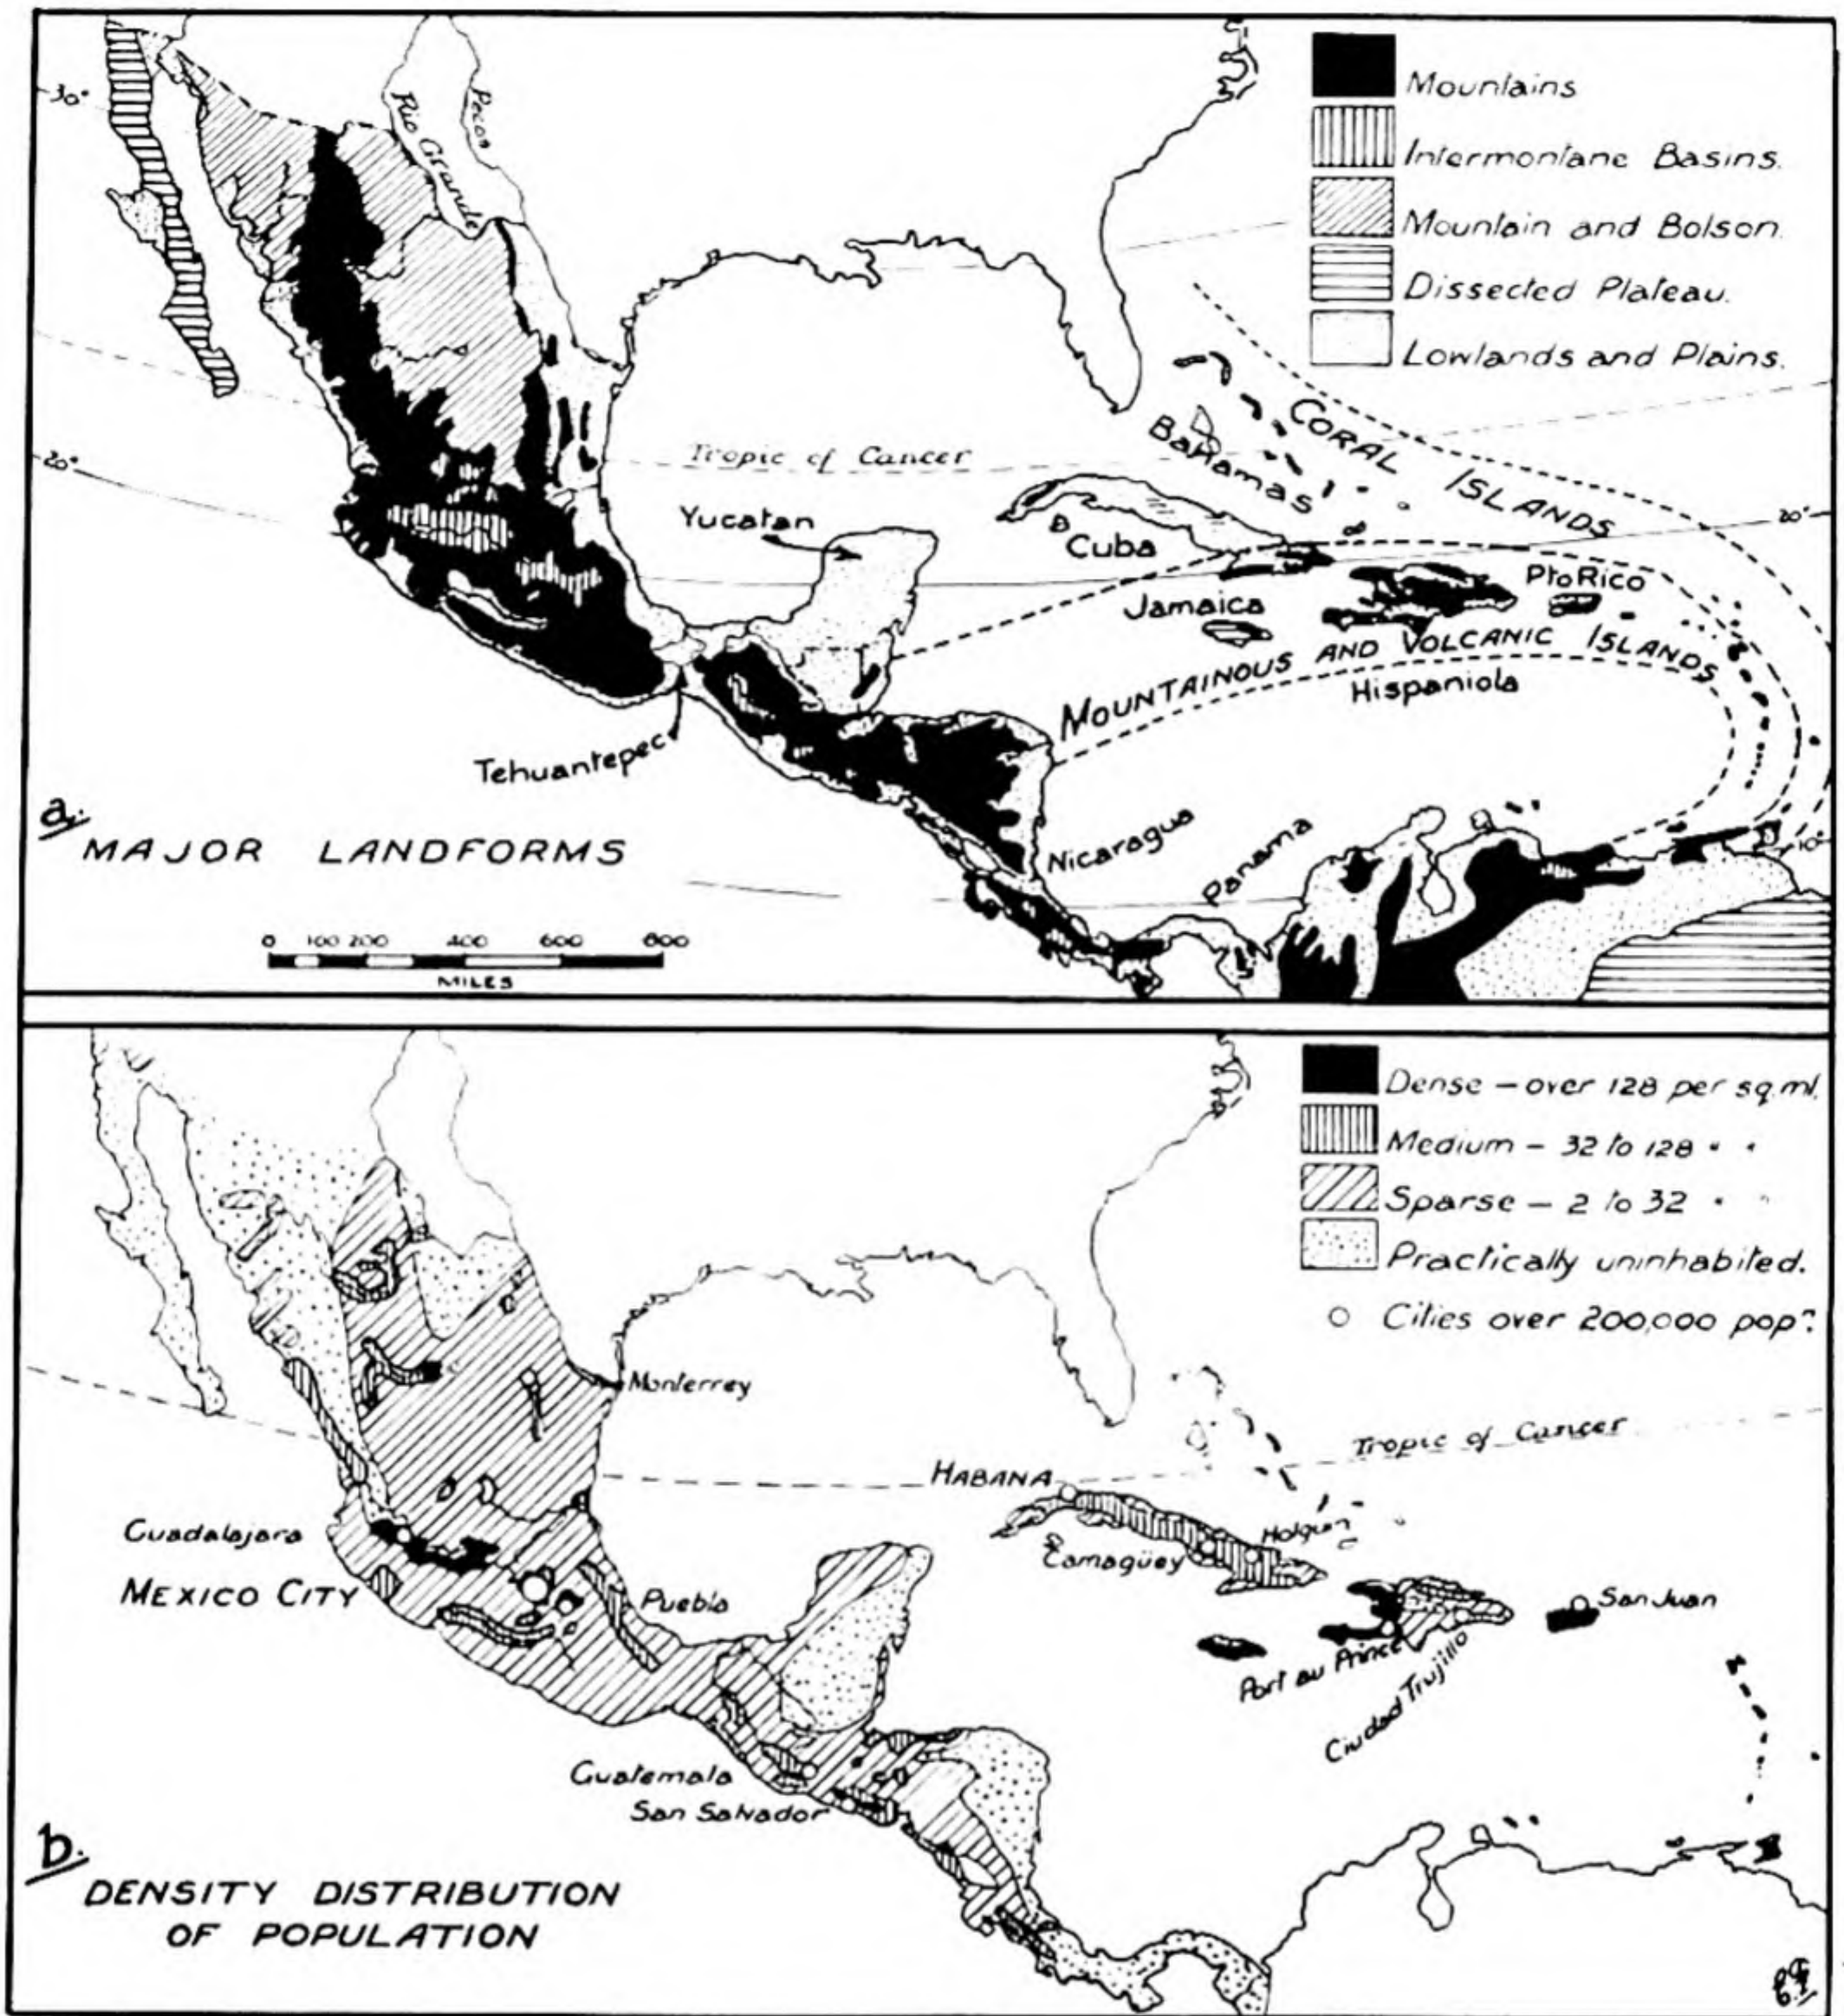 30°
Rio Grande
Pecos
Mountains
Intermontane Basins.
Mountain and Bolson.
Dissected Plateau.
Lowlands and Plains.
20°
Tropic of Cancer
Bahamas
CORAL ISLANDS
20°
Yucatan
Cuba
Pto Rico
Jamaica
MOUNTAINOUS AND VOLCANIC ISLANDS
Hispaniola
Tehuantepec
a.
MAJOR LANDFORMS
Nicaragua
Panama
10°
0 100 200 400 600 800
MILES
Dense – over 128 per sq.ml.
Medium – 32 to 128 " "
Sparse – 2 to 32 " "
Practically uninhabited.
Cities over 200,000 popn.
Monterrey
Tropic of Cancer
HABANA
Guadalajara
Holguin
Camagüey
MEXICO CITY
Puebla
San Juan
Port au Prince
Ciudad Trujillo
Guatemala
San Salvador
b.
DENSITY DISTRIBUTION
OF POPULATION